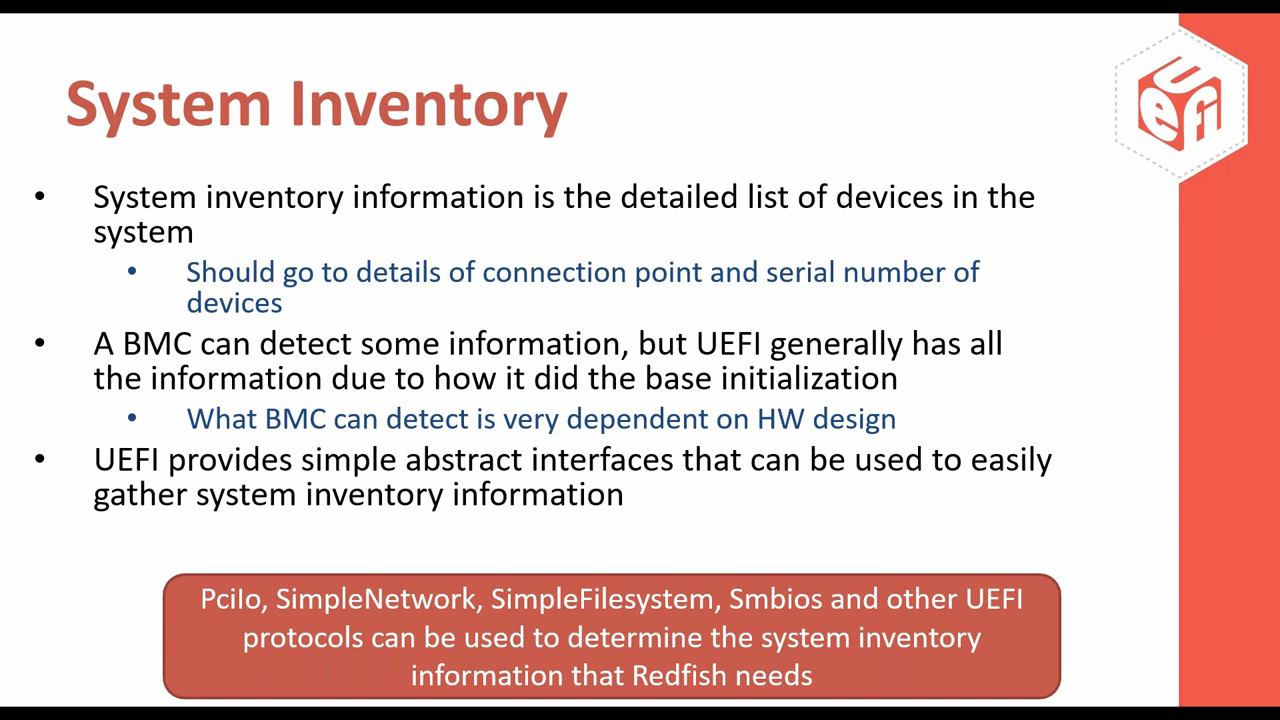 System Inventory
uefi
• System inventory information is the detailed list of devices in the
system
• Should go to details of connection point and serial number of
devices
• A BMC can detect some information, but UEFI generally has all
the information due to how it did the base initialization
• What BMC can detect is very dependent on HW design
• UEFI provides simple abstract interfaces that can be used to easily
gather system inventory information
PciIo, SimpleNetwork, SimpleFilesystem, Smbios and other UEFI
protocols can be used to determine the system inventory
information that Redfish needs